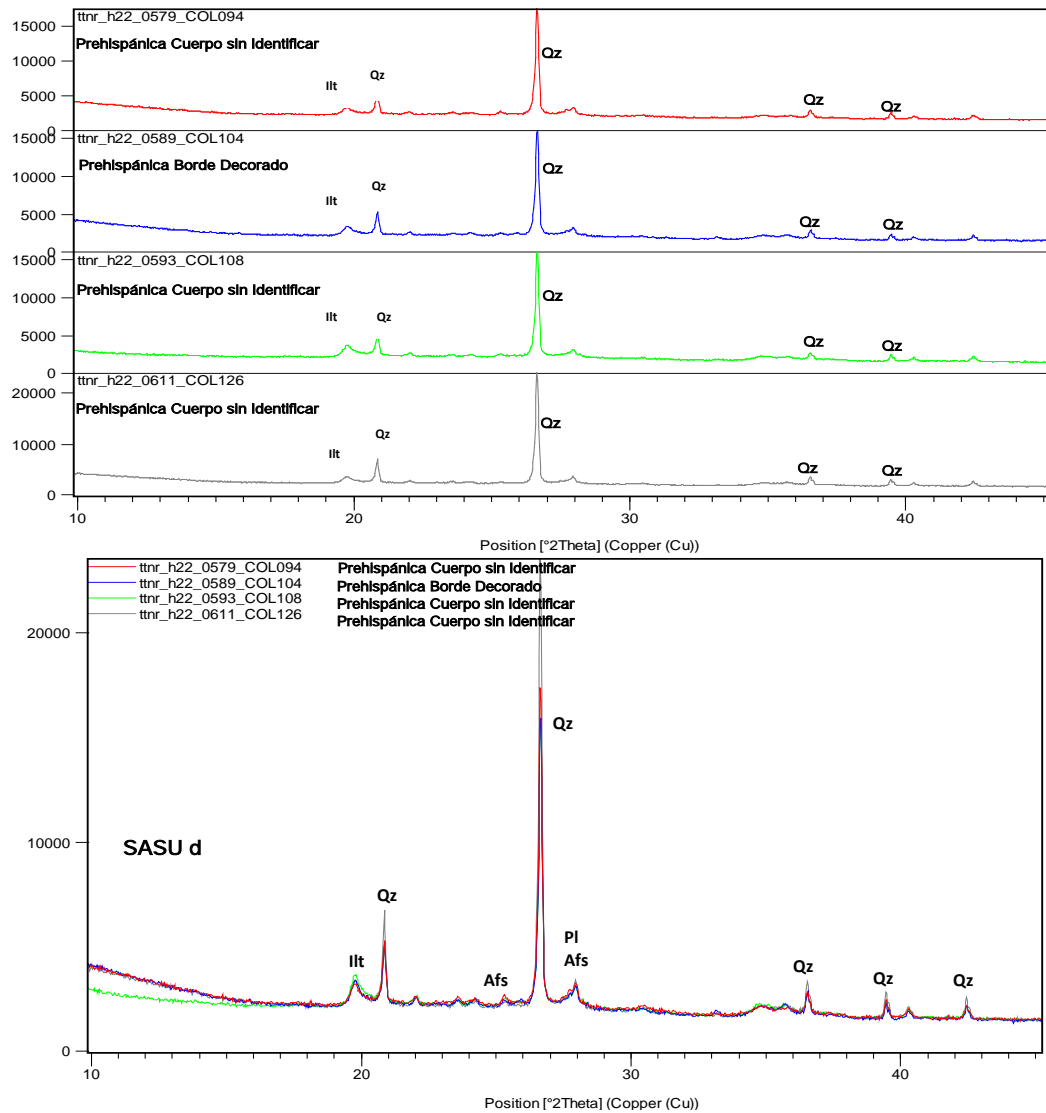 ttnr_h22_0579_COL094
Prehispánica Cuerpo sin Identificar
15000
10000
5000
0
Ilt
Qz
Qz
Qz
Qz
ttnr_h22_0589_COL104
Prehispánica Borde Decorado
15000
10000
5000
0
Ilt
Qz
Qz
Qz
Qz
ttnr_h22_0593_COL108
Prehispánica Cuerpo sin Identificar
15000
10000
5000
0
Ilt
Qz
Qz
Qz
Qz
ttnr_h22_0611_COL126
Prehispánica Cuerpo sin Identificar
20000
10000
0
Ilt
Qz
Qz
Qz
Qz
10 20 30 40
Position [°2Theta] (Copper (Cu))
ttnr_h22_0579_COL094 Prehispánica Cuerpo sin Identificar
ttnr_h22_0589_COL104 Prehispánica Borde Decorado
ttnr_h22_0593_COL108 Prehispánica Cuerpo sin Identificar
ttnr_h22_0611_COL126 Prehispánica Cuerpo sin Identificar
20000
10000
0
SASU d
Ilt
Qz
Afs
Qz
Pl
Afs
Qz
Qz
Qz
10 20 30 40
Position [°2Theta] (Copper (Cu))